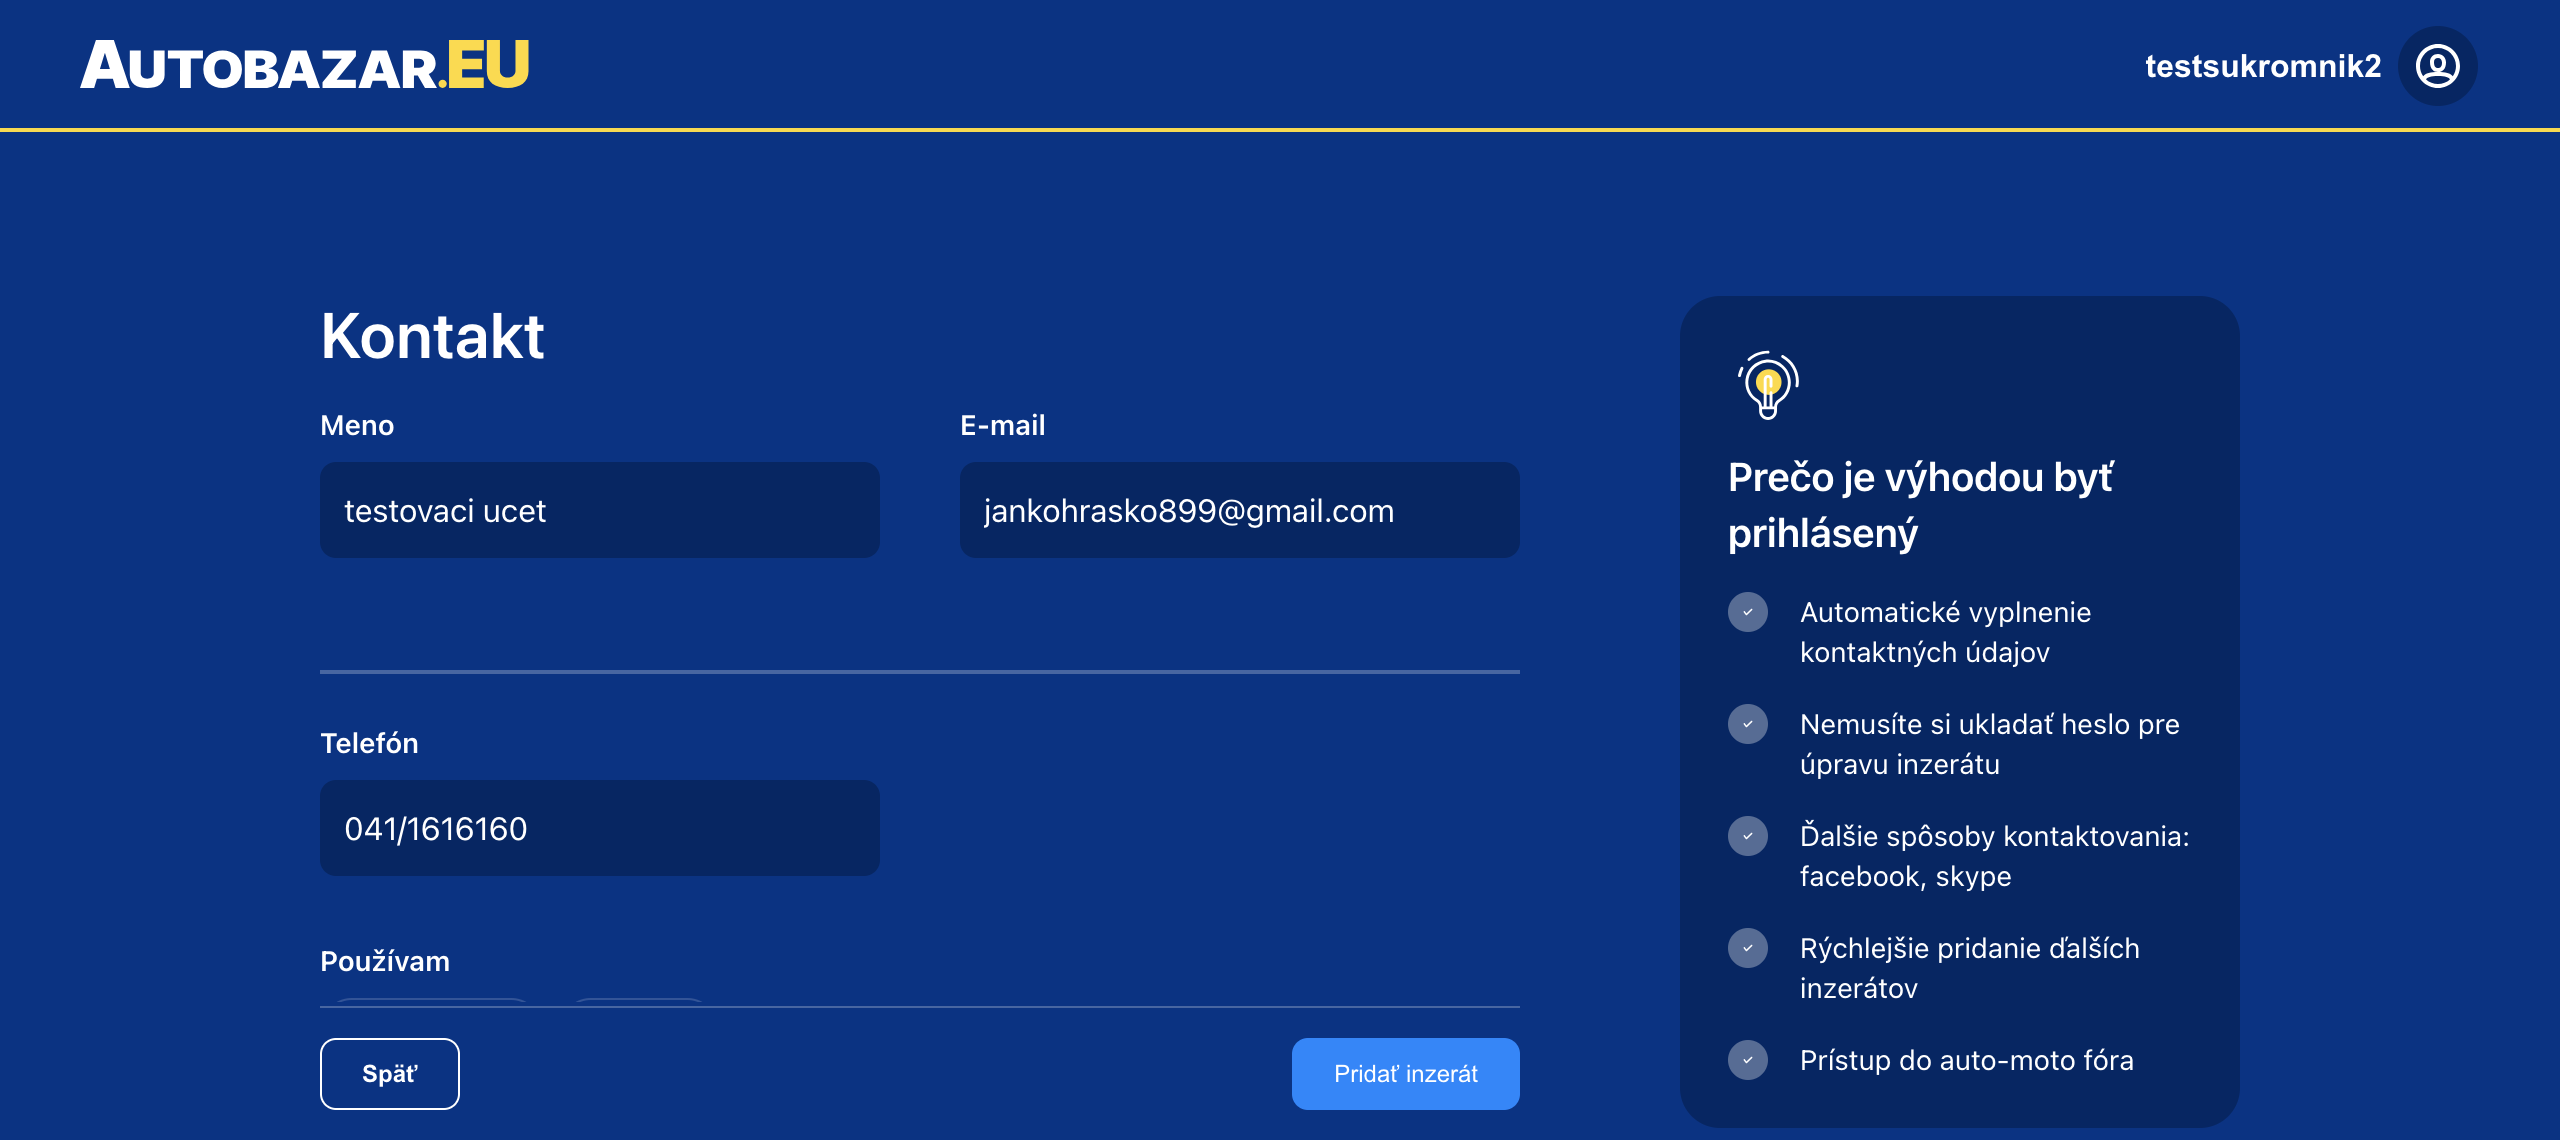 AUTOBAZAR.EU
testsukromnik2
Kontakt
Meno
E-mail
testovaci ucet
jankohrasko899@gmail.com
Telefón
041/1616160
Používam
Späť
Pridať inzerát
Prečo je výhodou byť
prihlásený
Automatické vyplnenie
kontaktných údajov
Nemusíte si ukladať heslo pre
úpravu inzerátu
Ďalšie spôsoby kontaktovania:
facebook, skype
Rýchlejšie pridanie ďalších
inzerátov
Prístup do auto-moto fóra